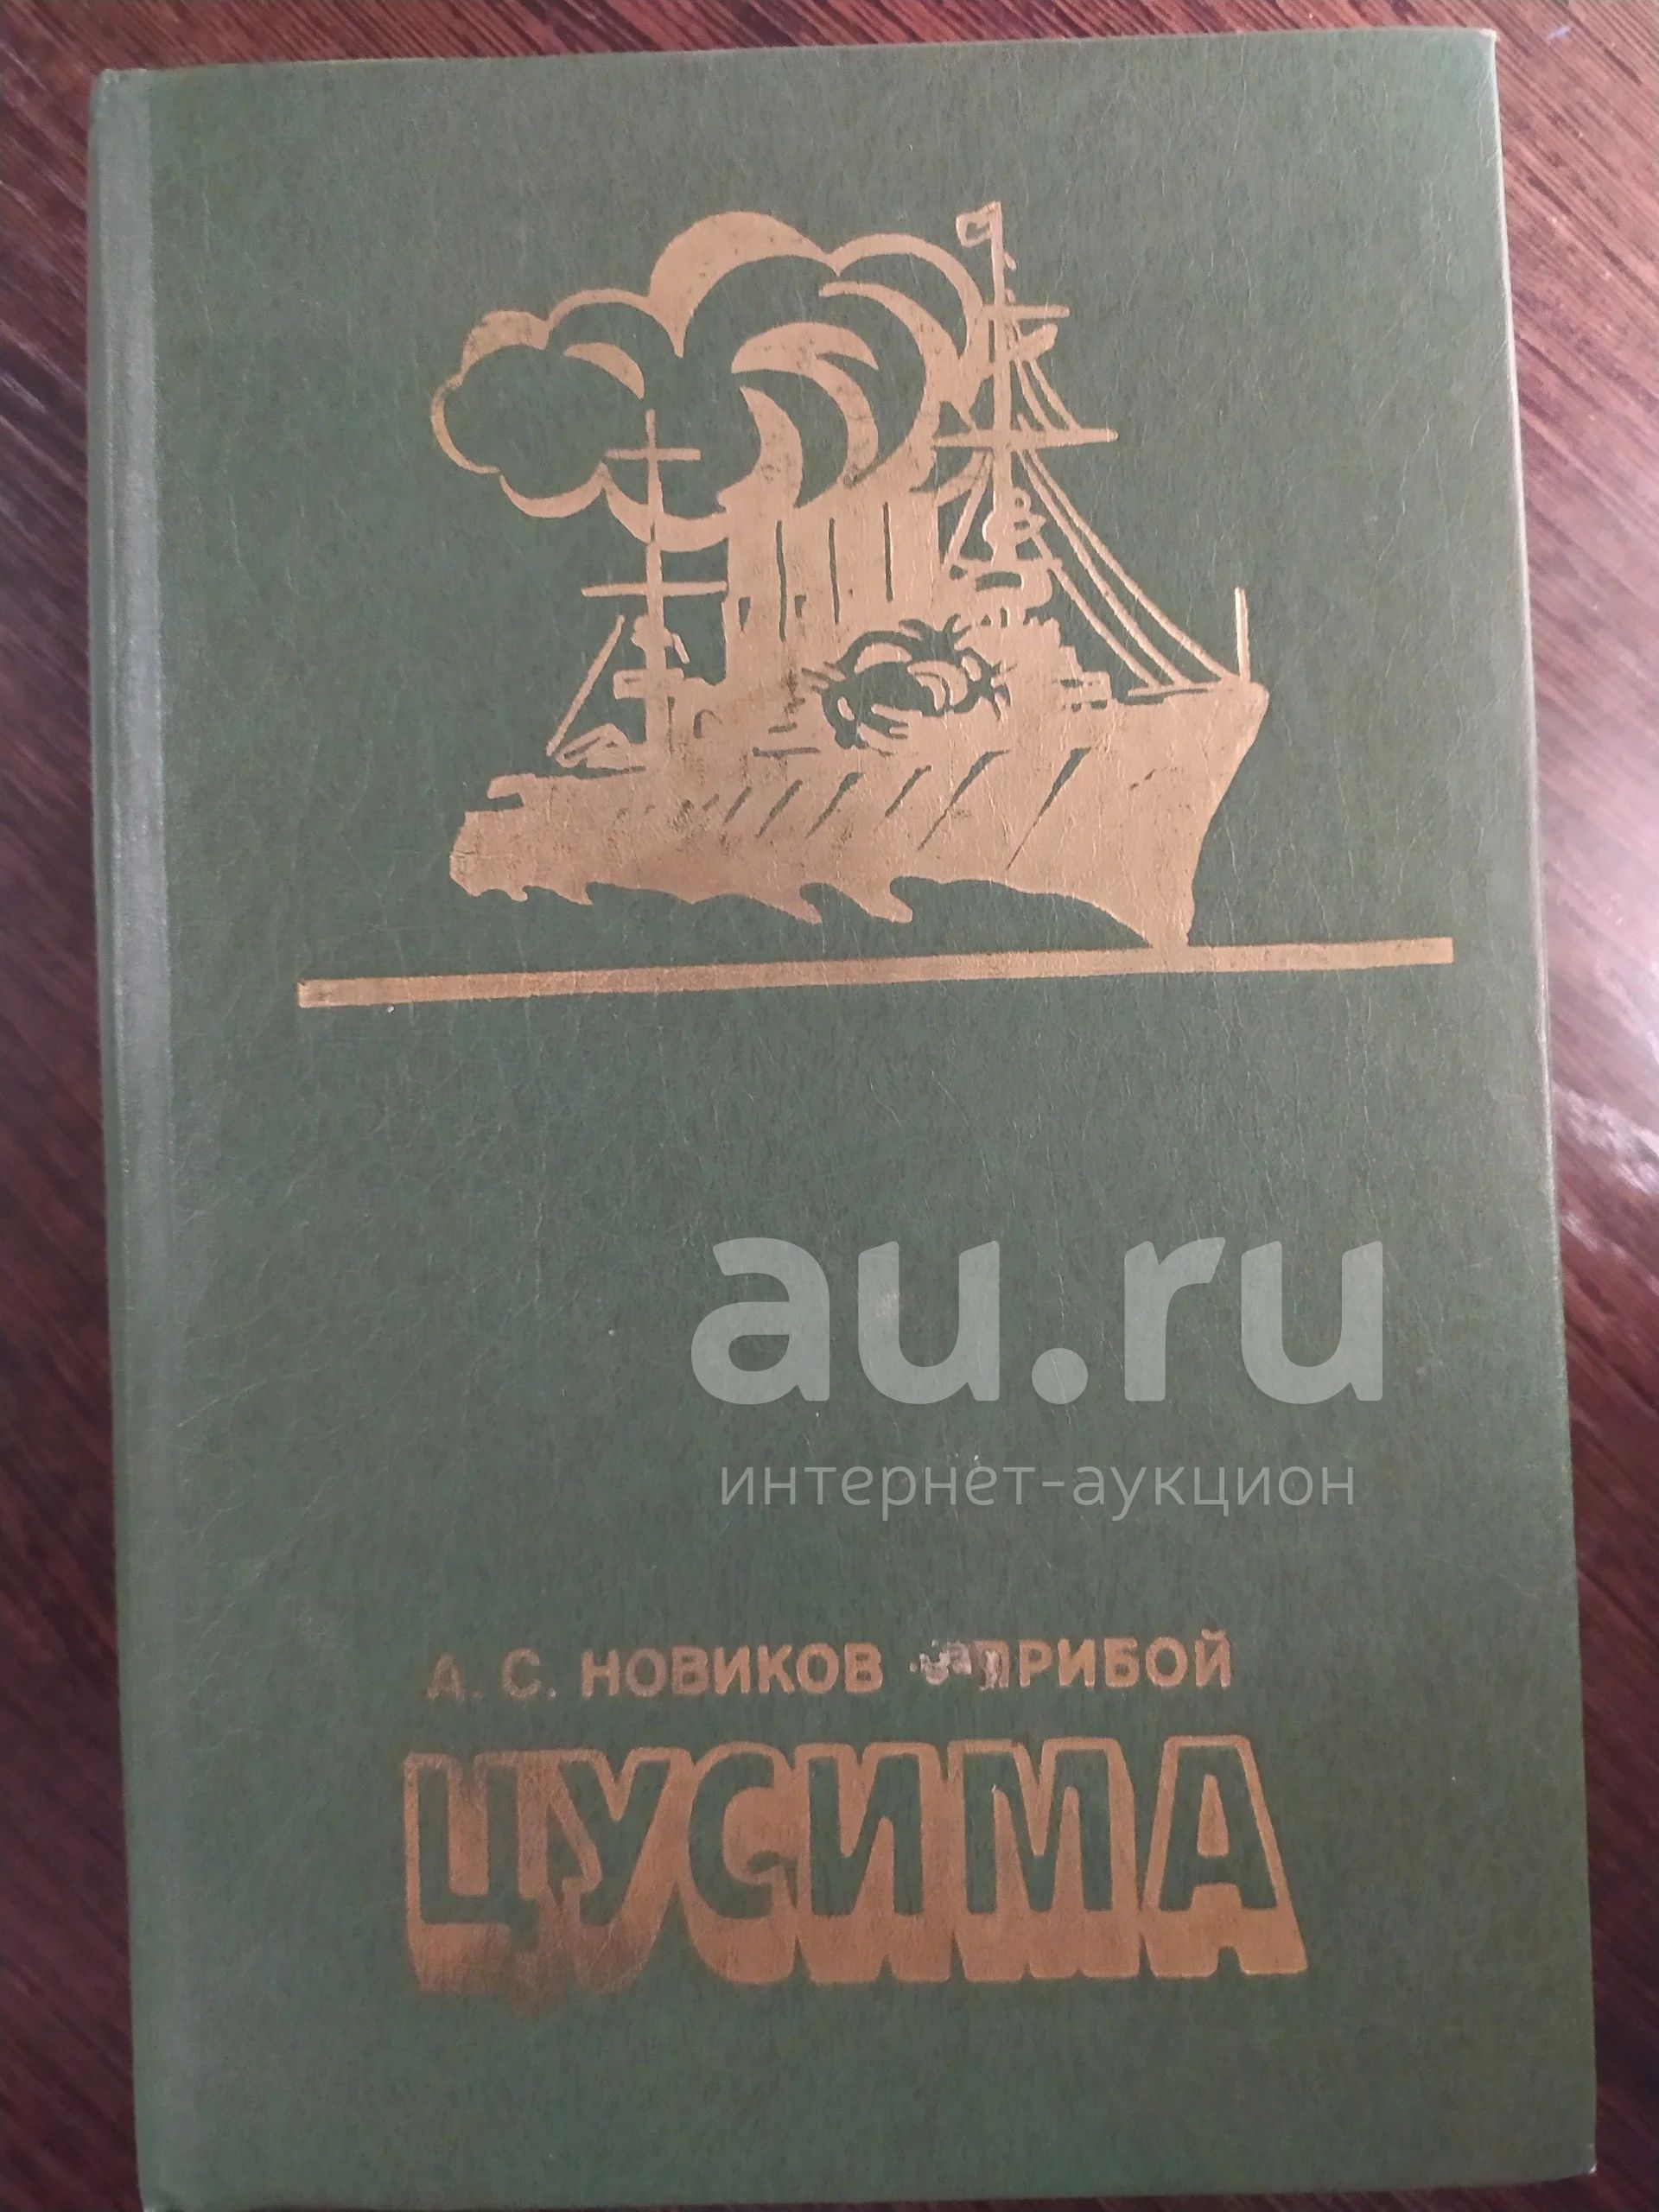 au.ru
интернет-аукцион
А. С. НОВИКОВ - ПРИБОЙ
ЦУСИМА